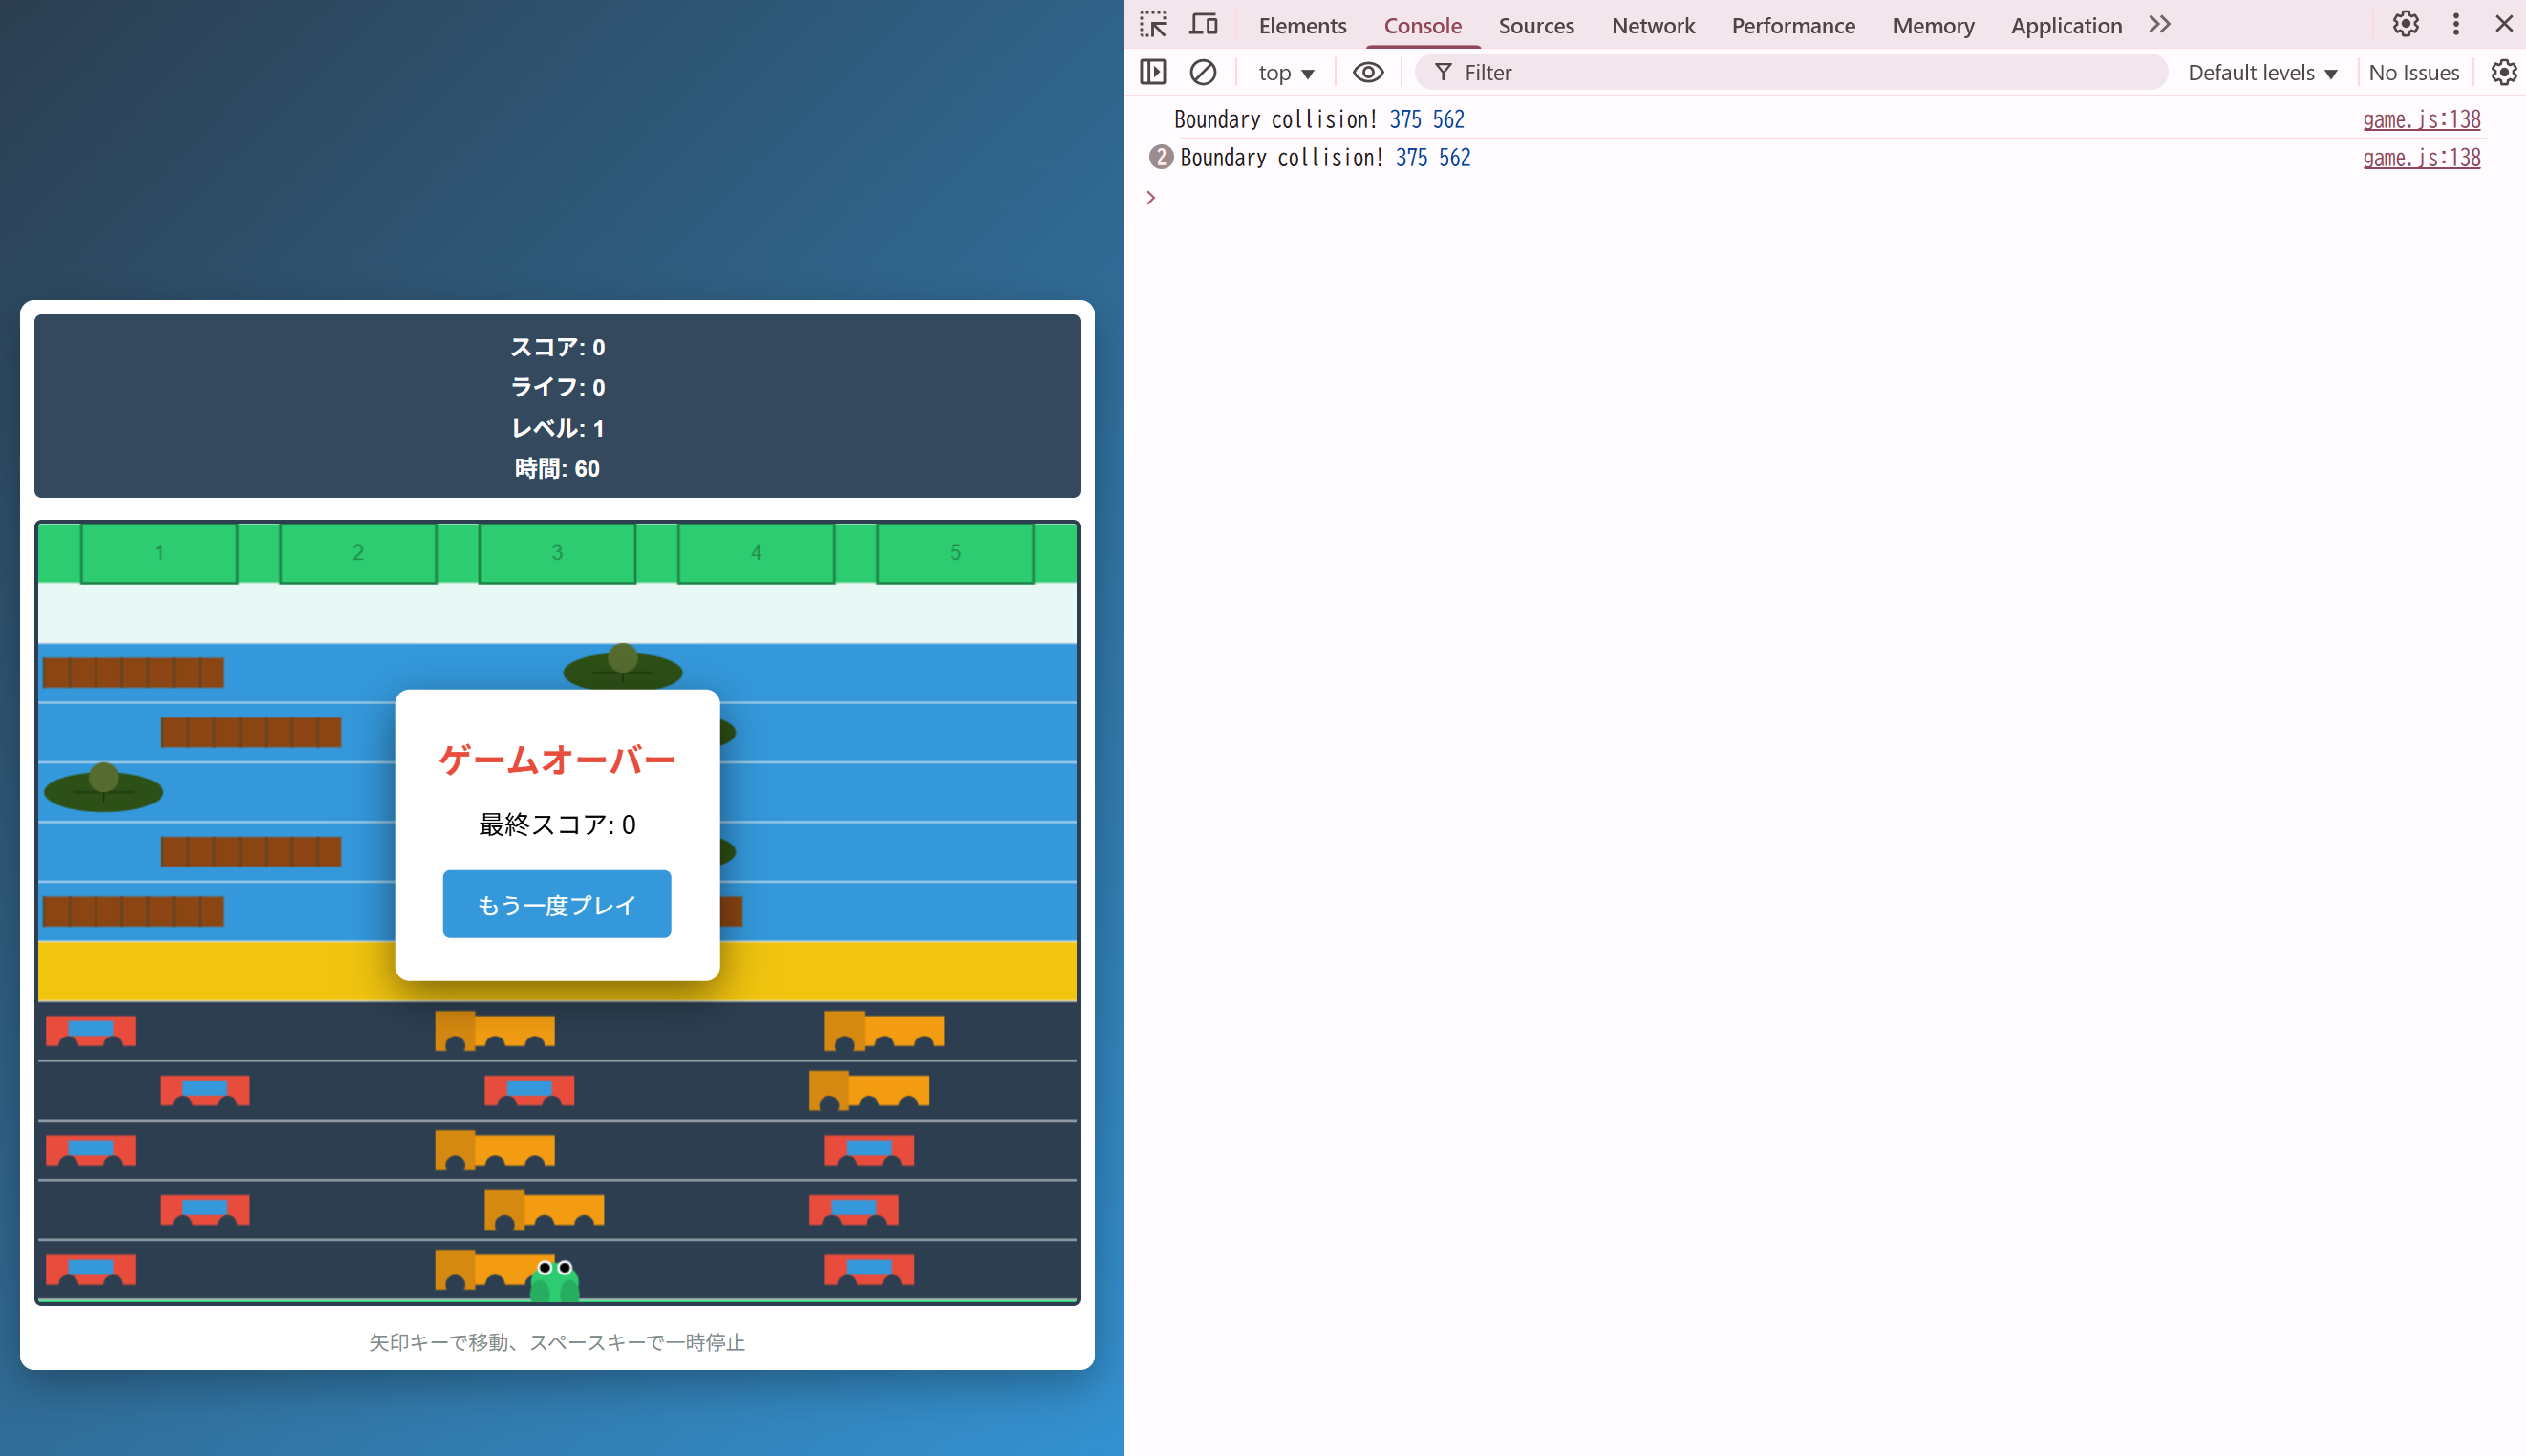 スコア: 0
ライフ: 0
レベル: 1
時間: 60
1 2 3 4 5
ゲームオーバー
最終スコア: 0
もう一度プレイ
矢印キーで移動、スペースキーで一時停止
Elements Console Sources Network Performance Memory Application
top Filter Default levels No Issues
Boundary collision! 375 562 game.js:138
2 Boundary collision! 375 562 game.js:138